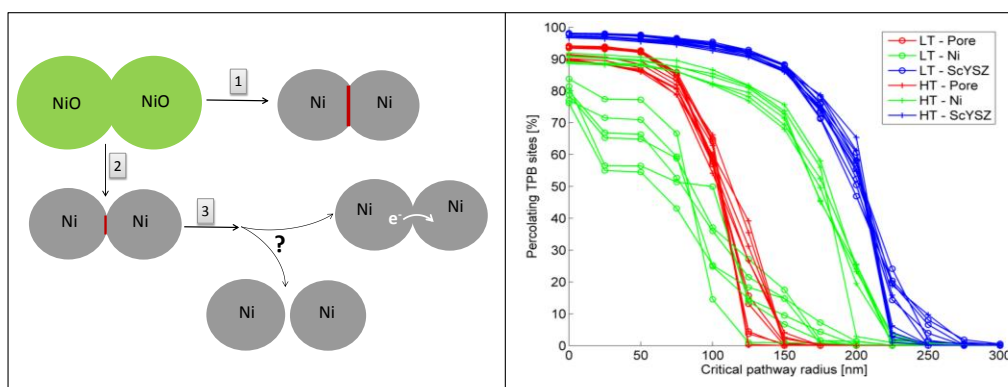 NiO
NiO
1
Ni
Ni
2
Ni
Ni
3
?
Ni
e-
Ni
Ni
Ni
Percolating TPB sites [%]
100
90
80
70
60
50
40
30
20
10
0
0
50
100
150
200
250
300
Critical pathway radius [nm]
LT - Pore
LT - Ni
LT - ScYSZ
HT - Pore
HT - Ni
HT - ScYSZ